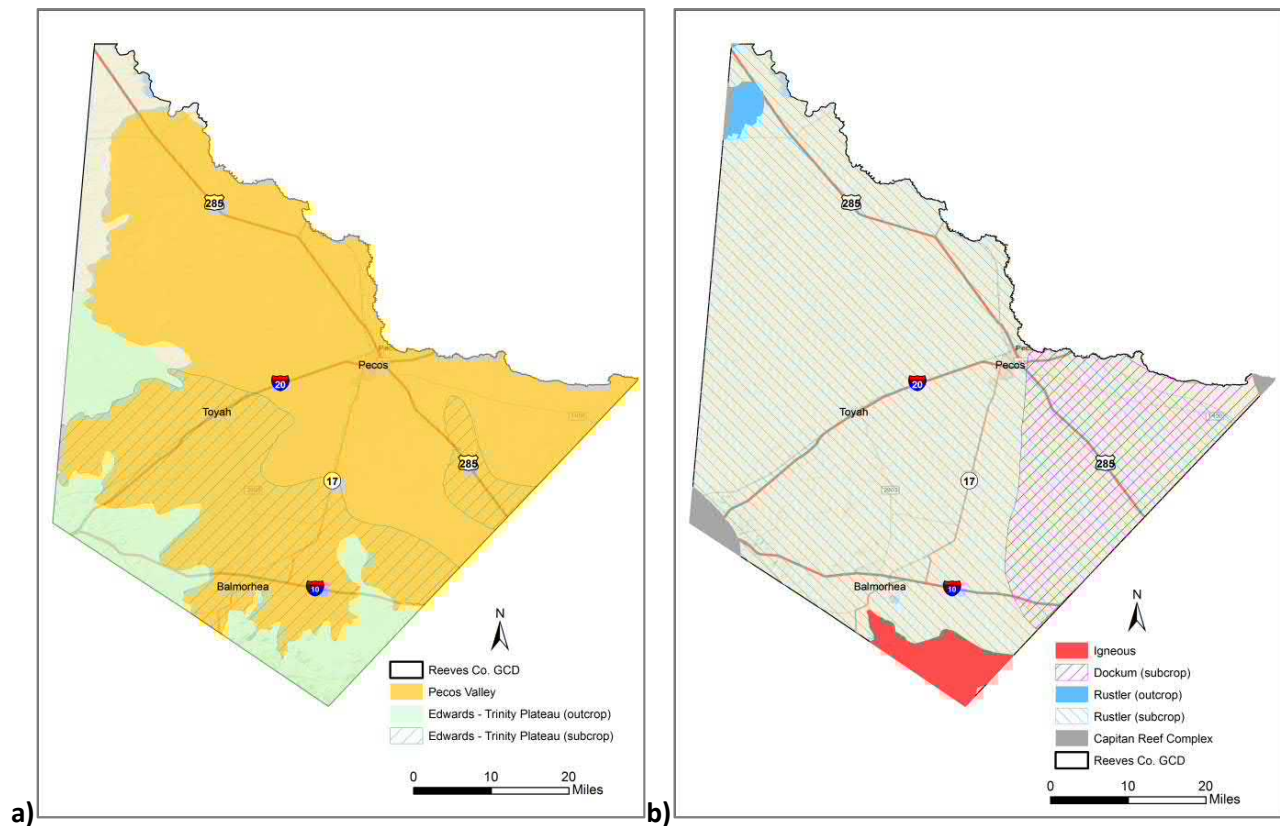 285
Pecos
20
Toyah
285
17
Balmorhea
10
N
Reeves Co. GCD
Pecos Valley
Edwards - Trinity Plateau (outcrop)
Edwards - Trinity Plateau (subcrop)
0 10 20
Miles
a)
285
Pecos
20
Toyah
285
17
Balmorhea
10
N
Igneous
Dockum (subcrop)
Rustler (outcrop)
Rustler (subcrop)
Capitan Reef Complex
Reeves Co. GCD
0 10 20
Miles
b)